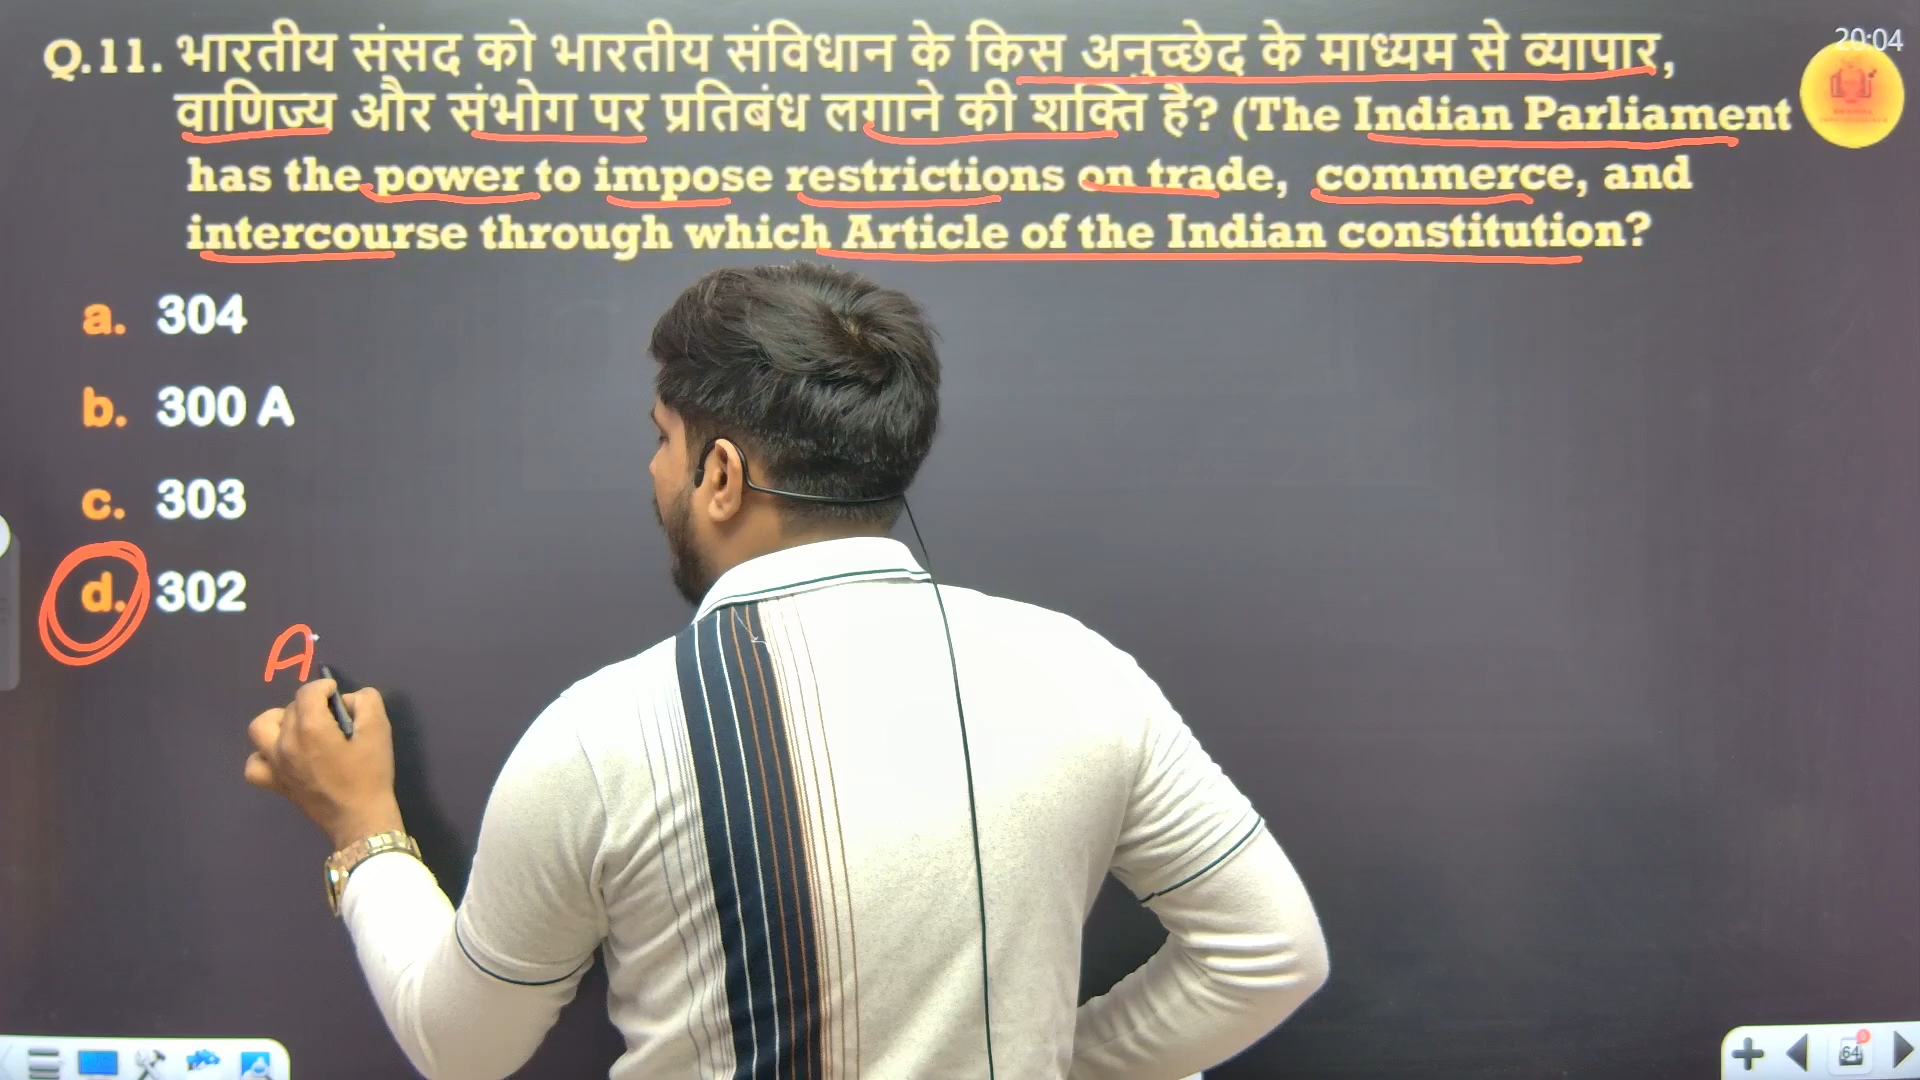 20:04
Q.11. भारतीय संसद को भारतीय संविधान के किस अनुच्छेद के माध्यम से व्यापार,
वाणिज्य और संभोग पर प्रतिबंध लगाने की शक्ति है? (The Indian Parliament
has the power to impose restrictions on trade, commerce, and
intercourse through which Article of the Indian constitution?
a. 304
b. 300 A
c. 303
d. 302
A
64